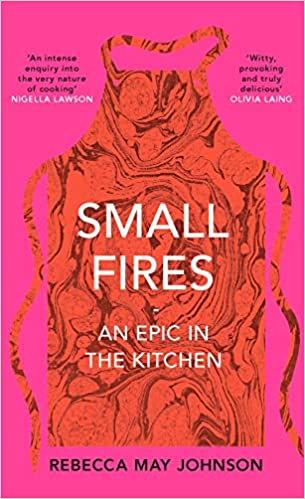 'An intense
enquiry into
the very nature
of cooking'
NIGELLA LAWSON
'Witty,
provoking
and truly
delicious'
OLIVIA LAING
SMALL
FIRES
-
AN EPIC IN
THE KITCHEN
REBECCA MAY JOHNSON